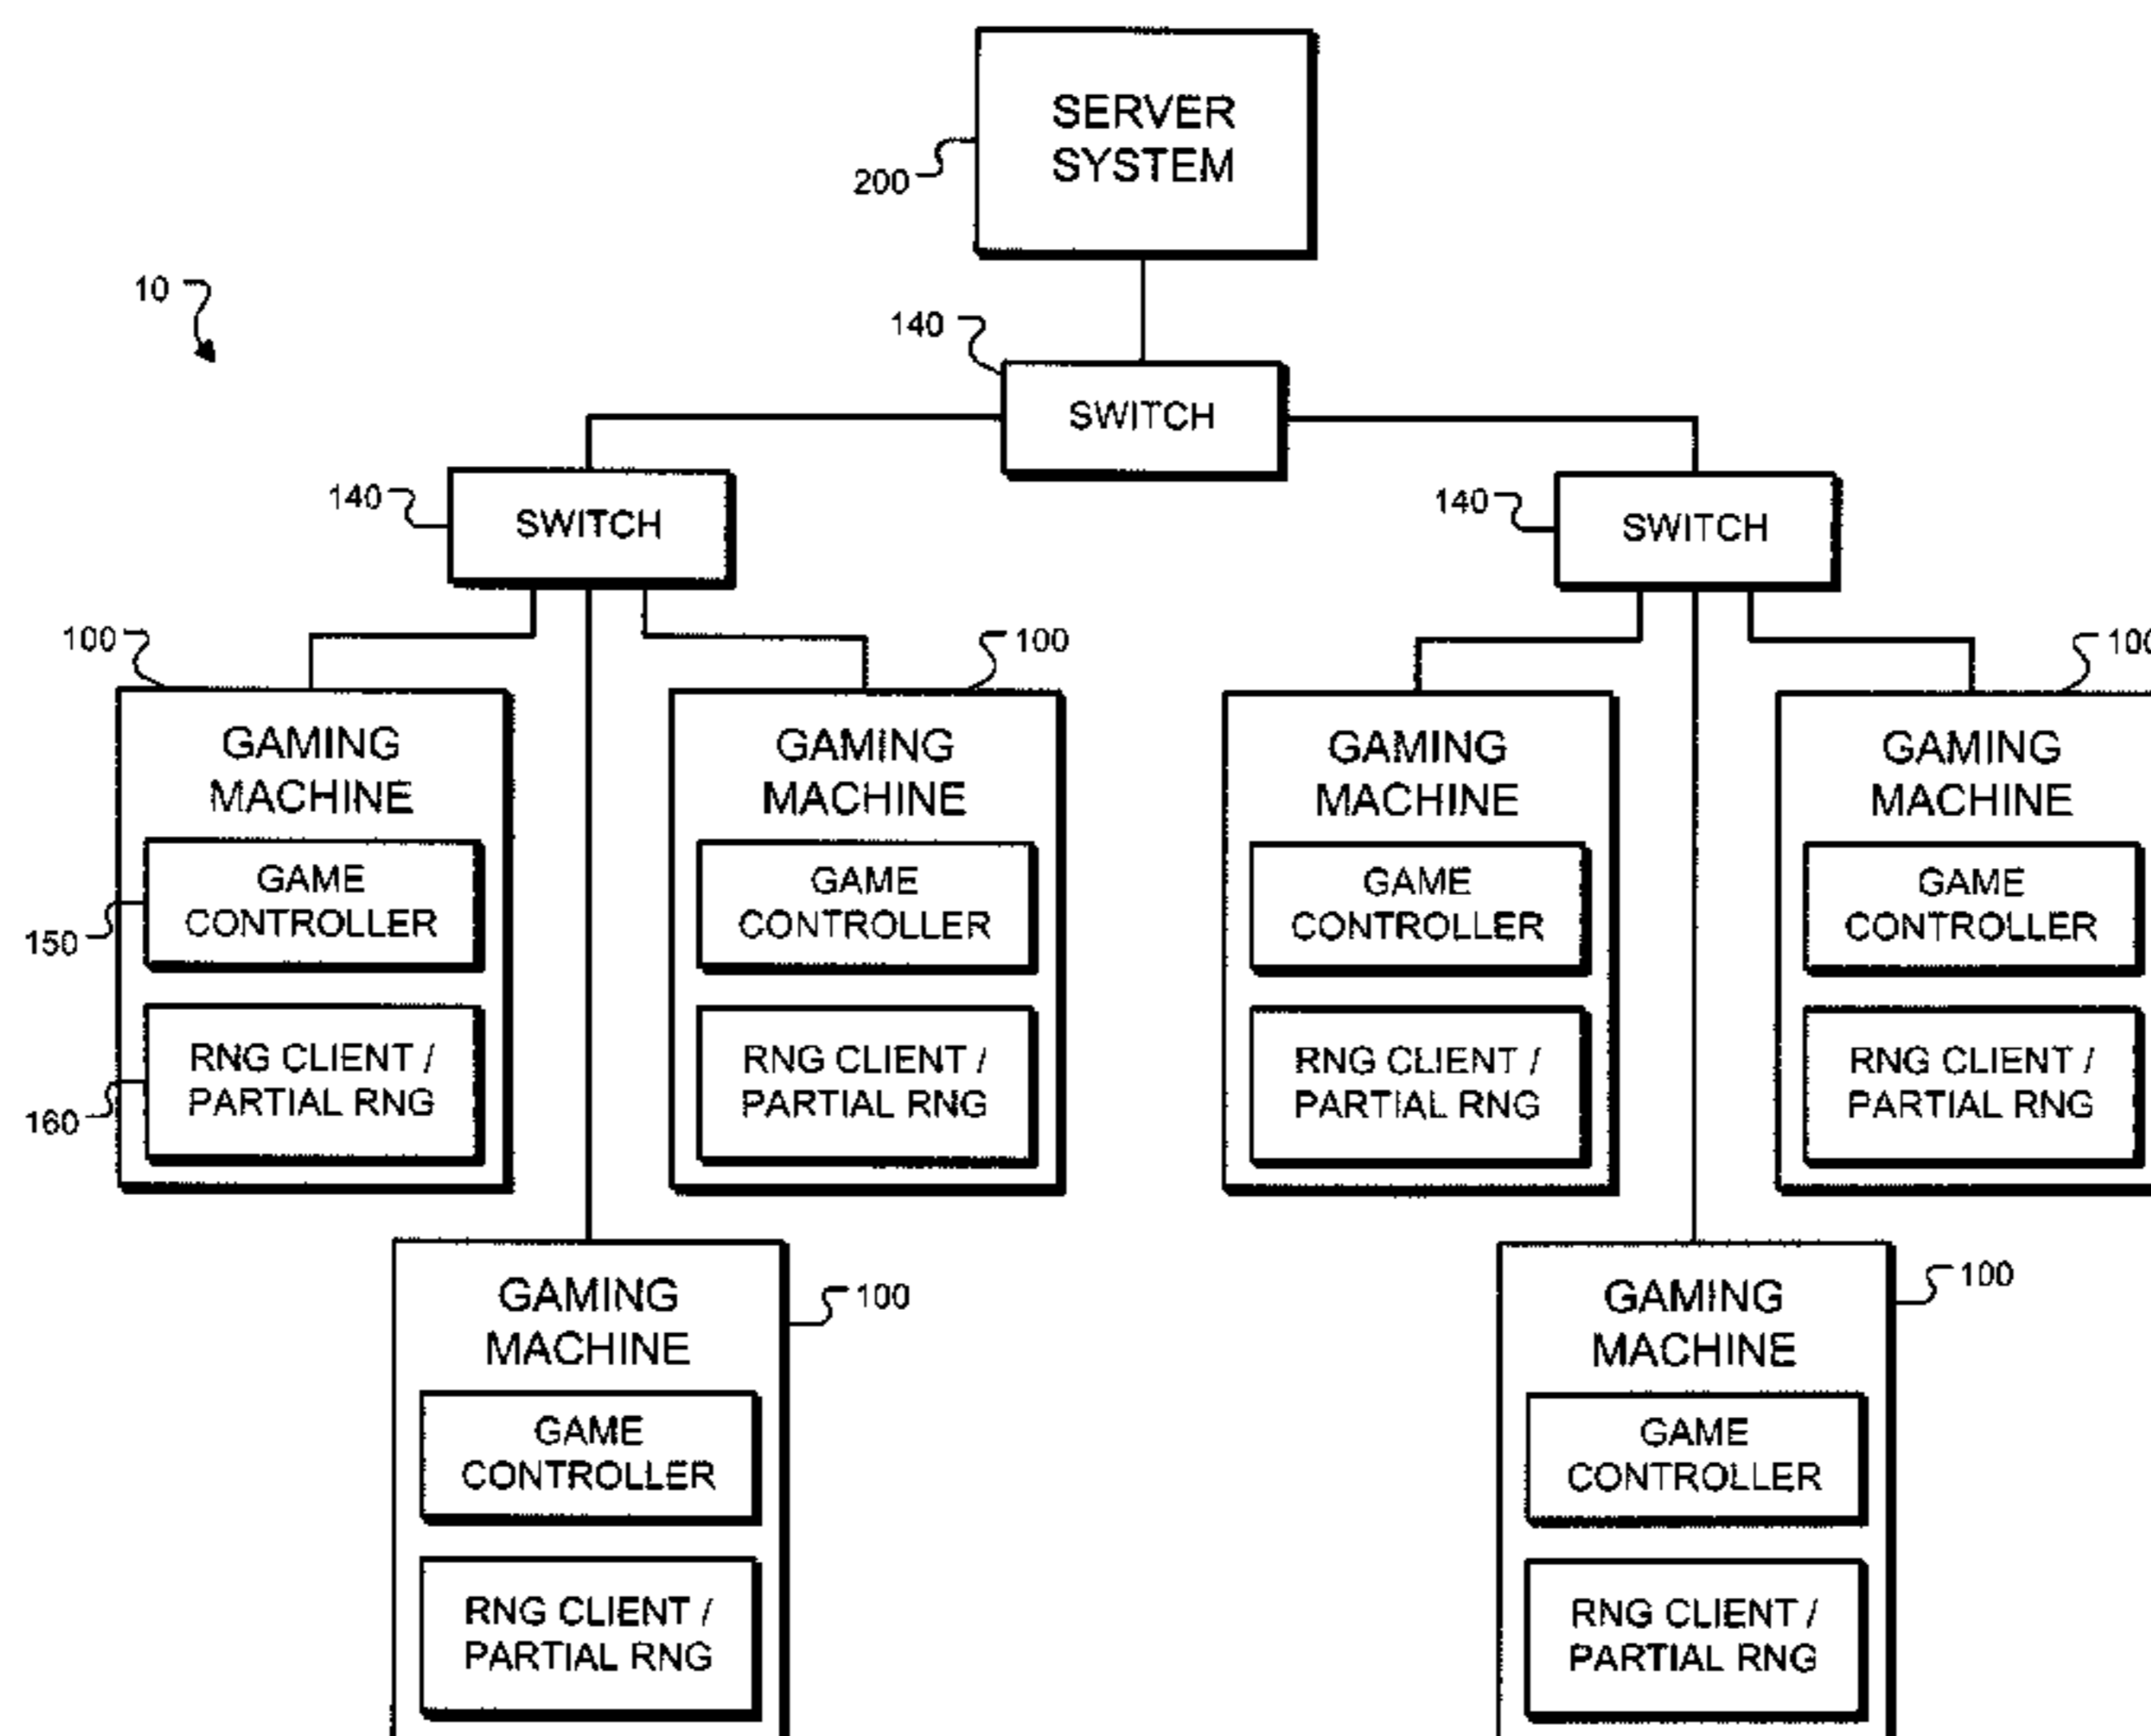 SERVER
SYSTEM
200
10
140
SWITCH
140
SWITCH
140
SWITCH
100
100
100
GAMING
MACHINE
GAMING
MACHINE
GAMING
MACHINE
GAMING
MACHINE
GAME
CONTROLLER
GAME
CONTROLLER
GAME
CONTROLLER
GAME
CONTROLLER
150
RNG CLIENT /
PARTIAL RNG
RNG CLIENT /
PARTIAL RNG
RNG CLIENT /
PARTIAL RNG
RNG CLIENT /
PARTIAL RNG
160
GAMING
MACHINE
100
GAMING
MACHINE
100
GAME
CONTROLLER
GAME
CONTROLLER
RNG CLIENT /
PARTIAL RNG
RNG CLIENT /
PARTIAL RNG